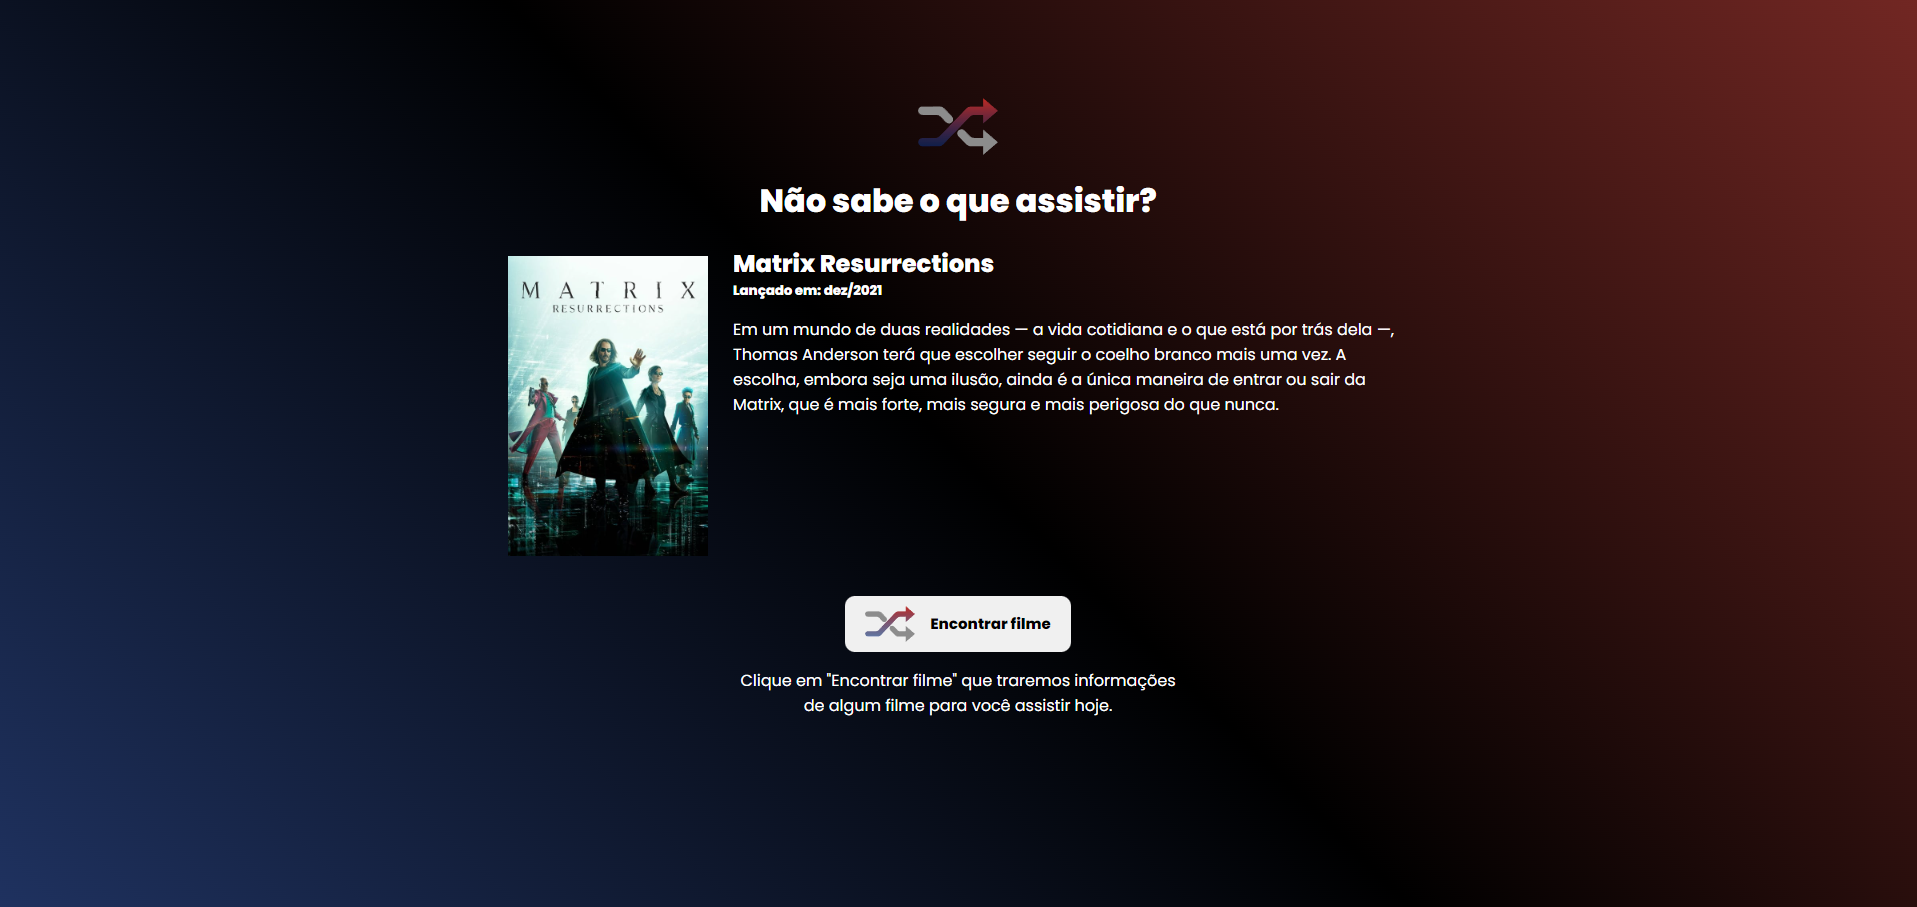 Não sabe o que assistir?
MATRIX
RESURRECTIONS
Matrix Resurrections
Lançado em: dez/2021
Em um mundo de duas realidades — a vida cotidiana e o que está por trás dela —,
Thomas Anderson terá que escolher seguir o coelho branco mais uma vez. A
escolha, embora seja uma ilusão, ainda é a única maneira de entrar ou sair da
Matrix, que é mais forte, mais segura e mais perigosa do que nunca.
Encontrar filme
Clique em "Encontrar filme" que traremos informações
de algum filme para você assistir hoje.